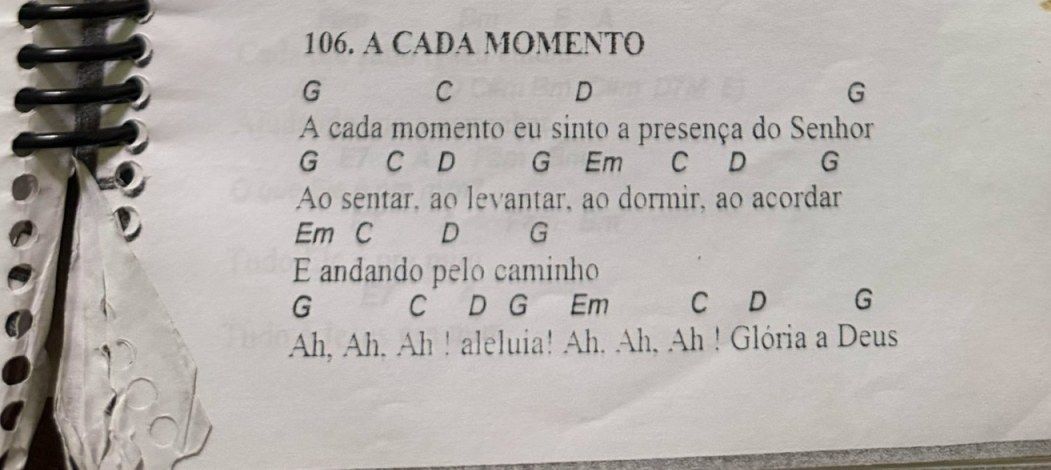 106. A CADA MOMENTO
G C D G
A cada momento eu sinto a presença do Senhor
G C D G Em C D G
Ao sentar, ao levantar, ao dormir, ao acordar
Em C D G
E andando pelo caminho
G C D G Em C D G
Ah, Ah, Ah ! aleluia! Ah, Ah, Ah ! Glória a Deus